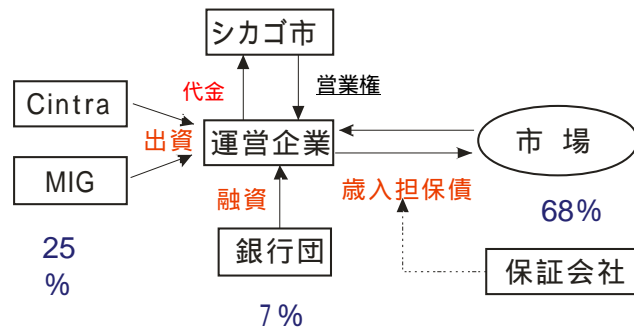 シカゴ市
代金
営業権
Cintra
出資
運営企業
市 場
MIG
融資
歳入担保債
68%
25
%
銀行団
保証会社
7%